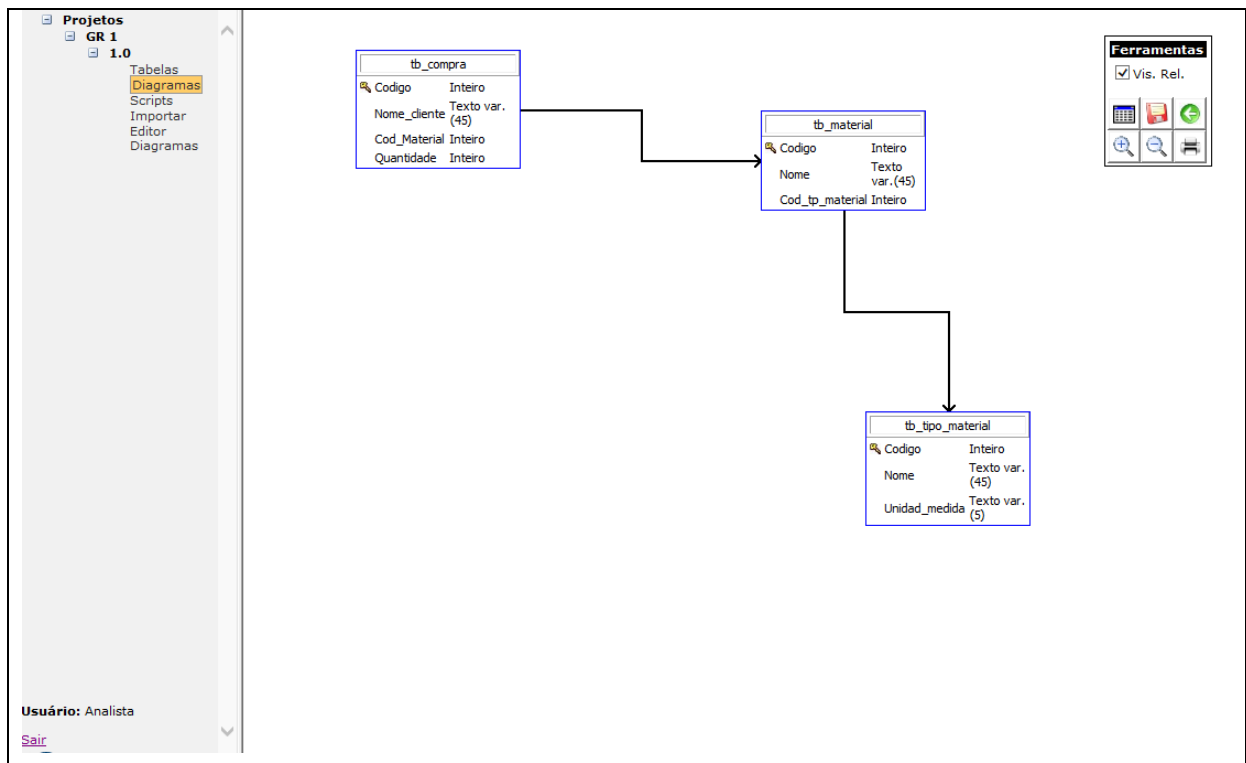 Projetos
GR 1
1.0
Tabelas
Diagramas
Scripts
Importar
Editor
Diagramas
Usuário: Analista
Sair
tb_compra
Codigo Inteiro
Nome_cliente Texto var.
(45)
Cod_Material Inteiro
Quantidade Inteiro
tb_material
Codigo Inteiro
Nome Texto
var.(45)
Cod_tp_material Inteiro
tb_tipo_material
Codigo Inteiro
Nome Texto var.
(45)
Unidad_medida Texto var.
(5)
Ferramentas
Vis. Rel.